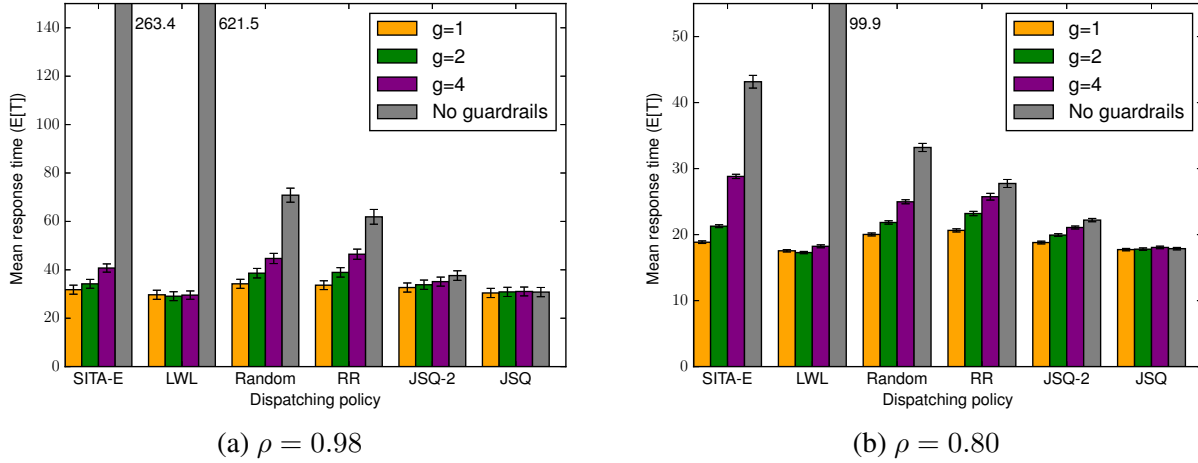 Mean response time (E[T])
140
120
100
80
60
40
20
0
263.4
621.5
g=1
g=2
g=4
No guardrails
SITA-E LWL Random RR JSQ-2 JSQ
Dispatching policy
(a) ρ = 0.98
Mean response time (E[T])
50
40
30
20
10
0
99.9
g=1
g=2
g=4
No guardrails
SITA-E LWL Random RR JSQ-2 JSQ
Dispatching policy
(b) ρ = 0.80